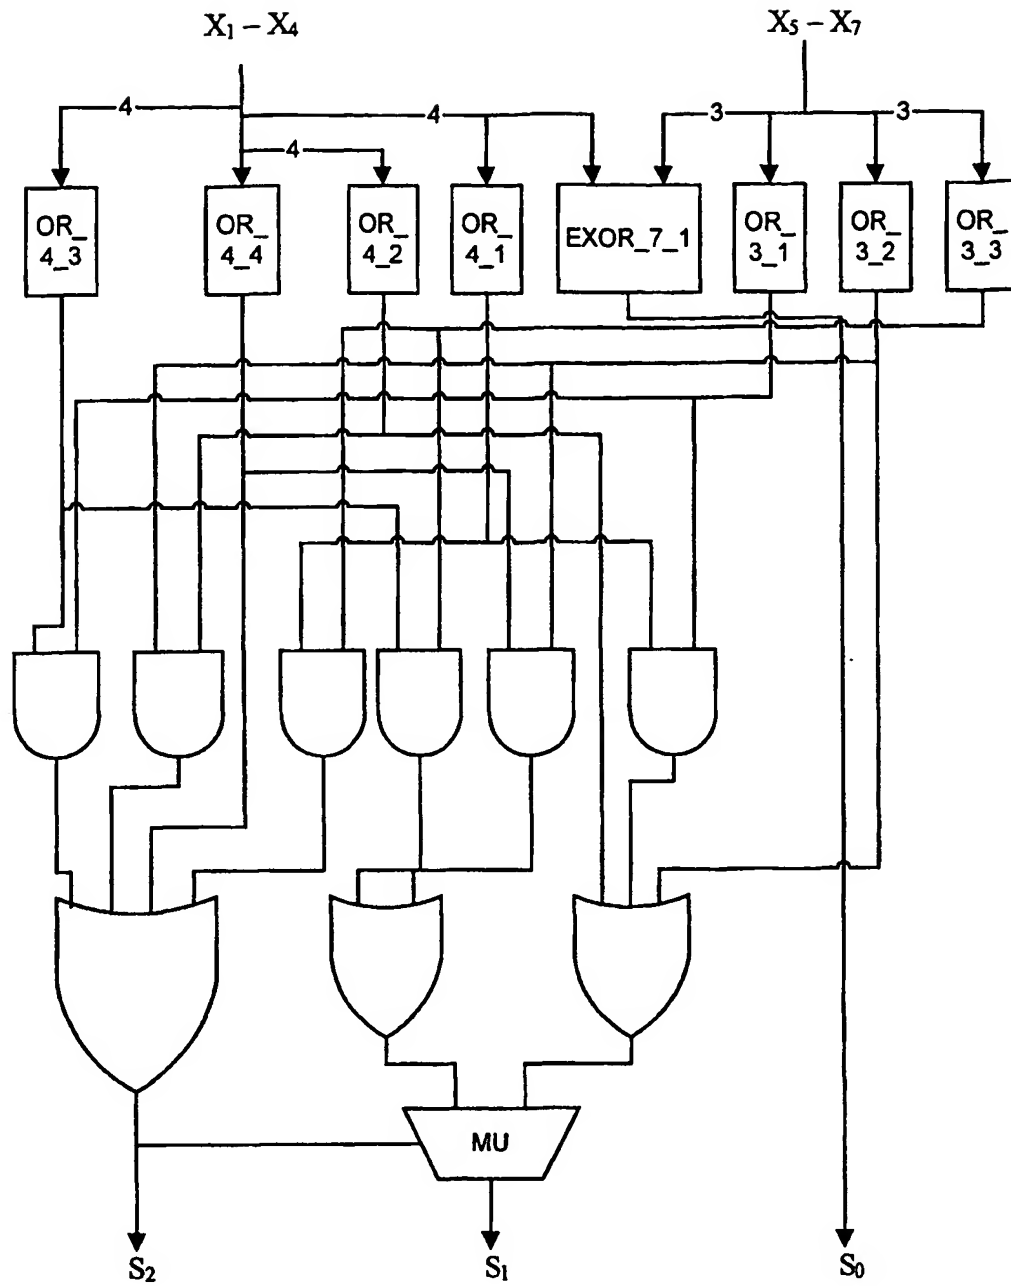 X₁ – X₄
X₅ – X₇
4
4
3
3
4
OR_
4_3
OR_
4_4
OR_
4_2
OR_
4_1
EXOR_7_1
OR_
3_1
OR_
3_2
OR_
3_3
MU
S₂
S₁
S₀